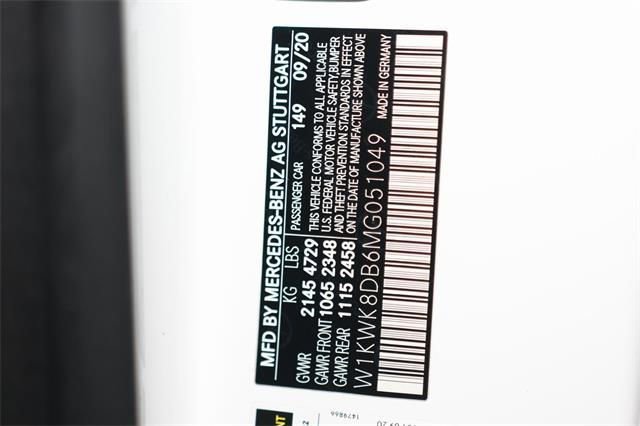 MFD BY MERCEDES-BENZ AG STUTTGART
KG LBS PASSENGER CAR 149 09/20
GVWR 2145 4729
GAWR FRONT 1065 2348
GAWR REAR 1115 2458
THIS VEHICLE CONFORMS TO ALL APPLICABLE
U.S. FEDERAL MOTOR VEHICLE SAFETY,BUMPER
AND THEFT PREVENTION STANDARDS IN EFFECT
ON THE DATE OF MANUFACTURE SHOWN ABOVE
W1KWK8DB6MG051049 MADE IN GERMANY
1479866